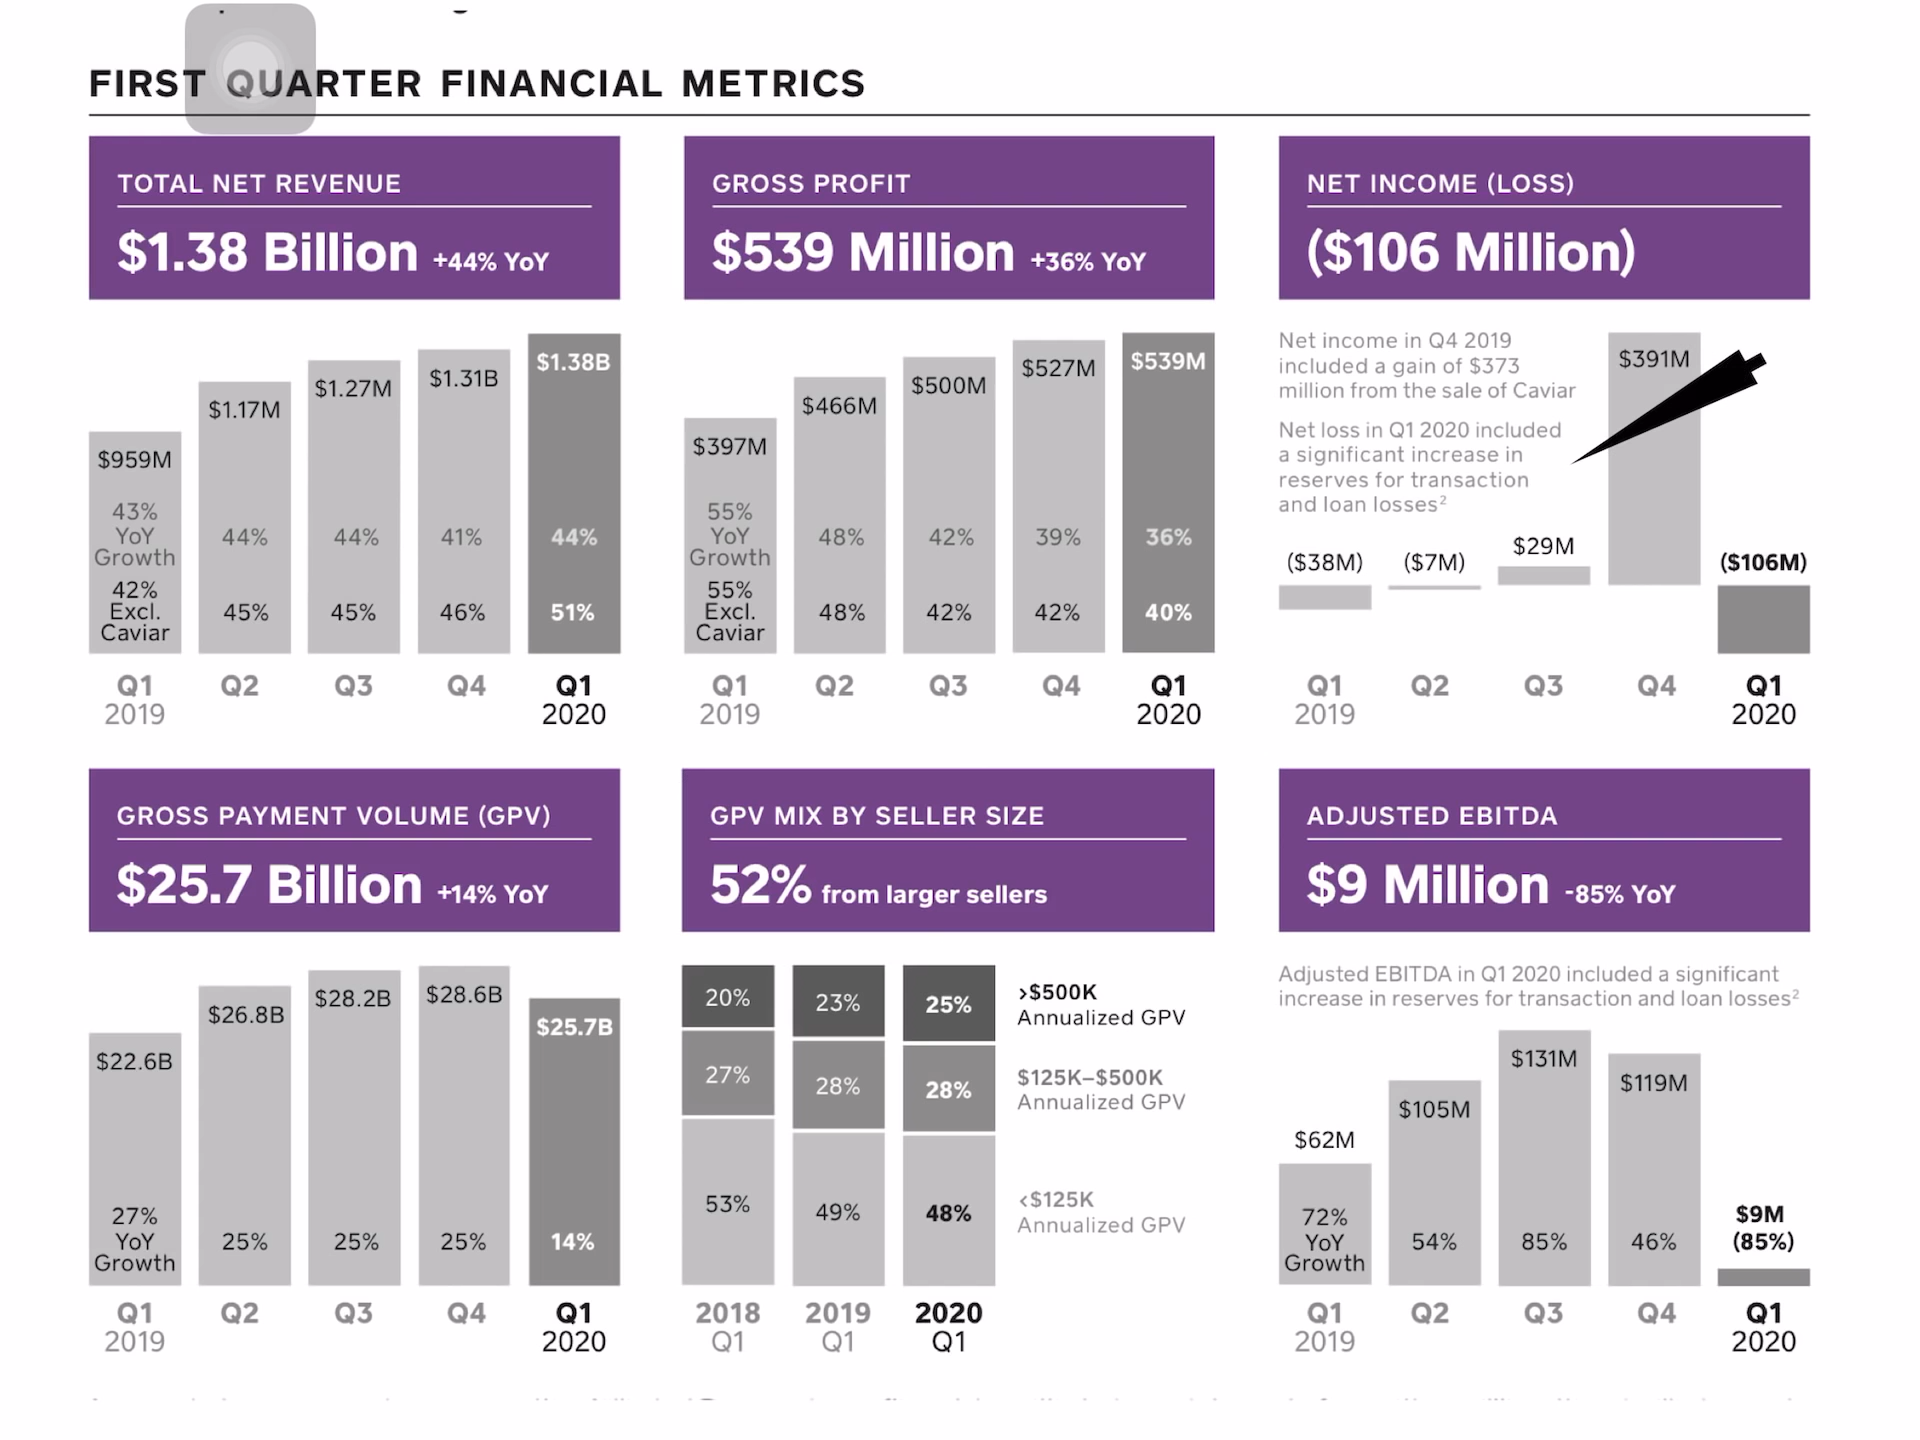 FIRST QUARTER FINANCIAL METRICS
TOTAL NET REVENUE
$1.38 Billion +44% YoY
$959M
$1.17M
$1.27M
$1.31B
$1.38B
43%
YoY
Growth
44%
44%
41%
44%
42%
Excl.
Caviar
45%
45%
46%
51%
Q1
2019
Q2
Q3
Q4
Q1
2020
GROSS PROFIT
$539 Million +36% YoY
$397M
$466M
$500M
$527M
$539M
55%
YoY
Growth
48%
42%
39%
36%
55%
Excl.
Caviar
48%
42%
42%
40%
Q1
2019
Q2
Q3
Q4
Q1
2020
NET INCOME (LOSS)
($106 Million)
Net income in Q4 2019
included a gain of $373
million from the sale of Caviar
Net loss in Q1 2020 included
a significant increase in
reserves for transaction
and loan losses²
($38M)
($7M)
$29M
$391M
($106M)
Q1
2019
Q2
Q3
Q4
Q1
2020
GROSS PAYMENT VOLUME (GPV)
$25.7 Billion +14% YoY
$22.6B
$26.8B
$28.2B
$28.6B
$25.7B
27%
YoY
Growth
25%
25%
25%
14%
Q1
2019
Q2
Q3
Q4
Q1
2020
GPV MIX BY SELLER SIZE
52% from larger sellers
20%
23%
25%
>$500K
Annualized GPV
27%
28%
28%
$125K–$500K
Annualized GPV
53%
49%
48%
<$125K
Annualized GPV
2018
Q1
2019
Q1
2020
Q1
ADJUSTED EBITDA
$9 Million -85% YoY
Adjusted EBITDA in Q1 2020 included a significant
increase in reserves for transaction and loan losses²
$62M
$105M
$131M
$119M
$9M
(85%)
72%
YoY
Growth
54%
85%
46%
Q1
2019
Q2
Q3
Q4
Q1
2020